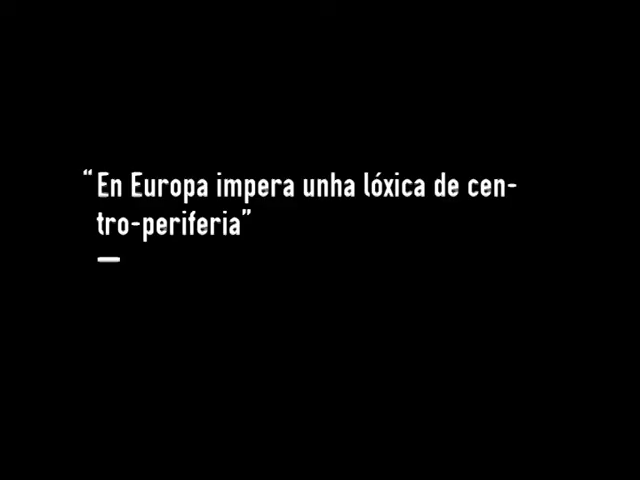 “En Europa impera unha lóxica de cen-
tro-periferia”